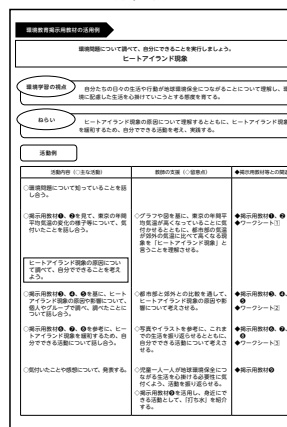 環境教育掲示用教材の活用例
環境問題について調べて、自分にできることを実行しましょう。
ヒートアイランド現象
環境学習の視点
自分たちの日々の生活や行動が地球環境保全につながることについて理解し、環
境に配慮した生活を心掛けていこうとする態度を育てる。
ねらい
ヒートアイランド現象の原因について理解するとともに、ヒートアイランド現象
を緩和するため、自分でできる活動を考え、実践する。
活動例
活動内容（○主な活動）
教師の支援（◇留意点）
◆掲示用教材等との関連
○環境問題について知っていることを話
し合う。
○掲示用教材❶、❷を見て、東京の年間
平均気温の変化の様子等について、気
付いたことを話し合う。
◇グラフや図を基に、東京の年間平
均気温が高くなっていることに気
付かせるとともに、都市部の気温
が郊外の気温に比べて高くなる現
象を「ヒートアイランド現象」と
言うことを理解させる。
◆掲示用教材❶、❷
◆ワークシート①
ヒートアイランド現象の原因につい
て調べて、自分でできることを考え
よう。
○掲示用教材❸、❹、❺を基に、ヒート
アイランド現象の原因や影響について、
個人やグループで調べ、調べたことに
ついて話し合う。
◇都市部と郊外との比較を通して、
ヒートアイランド現象の原因や影
響について考えさせる。
◆掲示用教材❸、❹、
❺
◆ワークシート②
○掲示用教材❻、❼、❽を参考に、ヒー
トアイランド現象を緩和するため、自
分でできる活動について話し合う。
◇写真やイラストを参考に、これま
での生活を振り返らせるとともに、
自分でできる活動について考えさ
せる。
◆掲示用教材❻、❼、
❽
◆ワークシート③
○気付いたことや感想について、発表する。
◇児童一人一人が地球環境保全につ
ながる生活を心掛ける必要性に気
付くよう、活動を振り返らせる。
◇掲示用教材❾を活用し、身近にで
きる活動として、「打ち水」を紹介
する。
◆掲示用教材❾